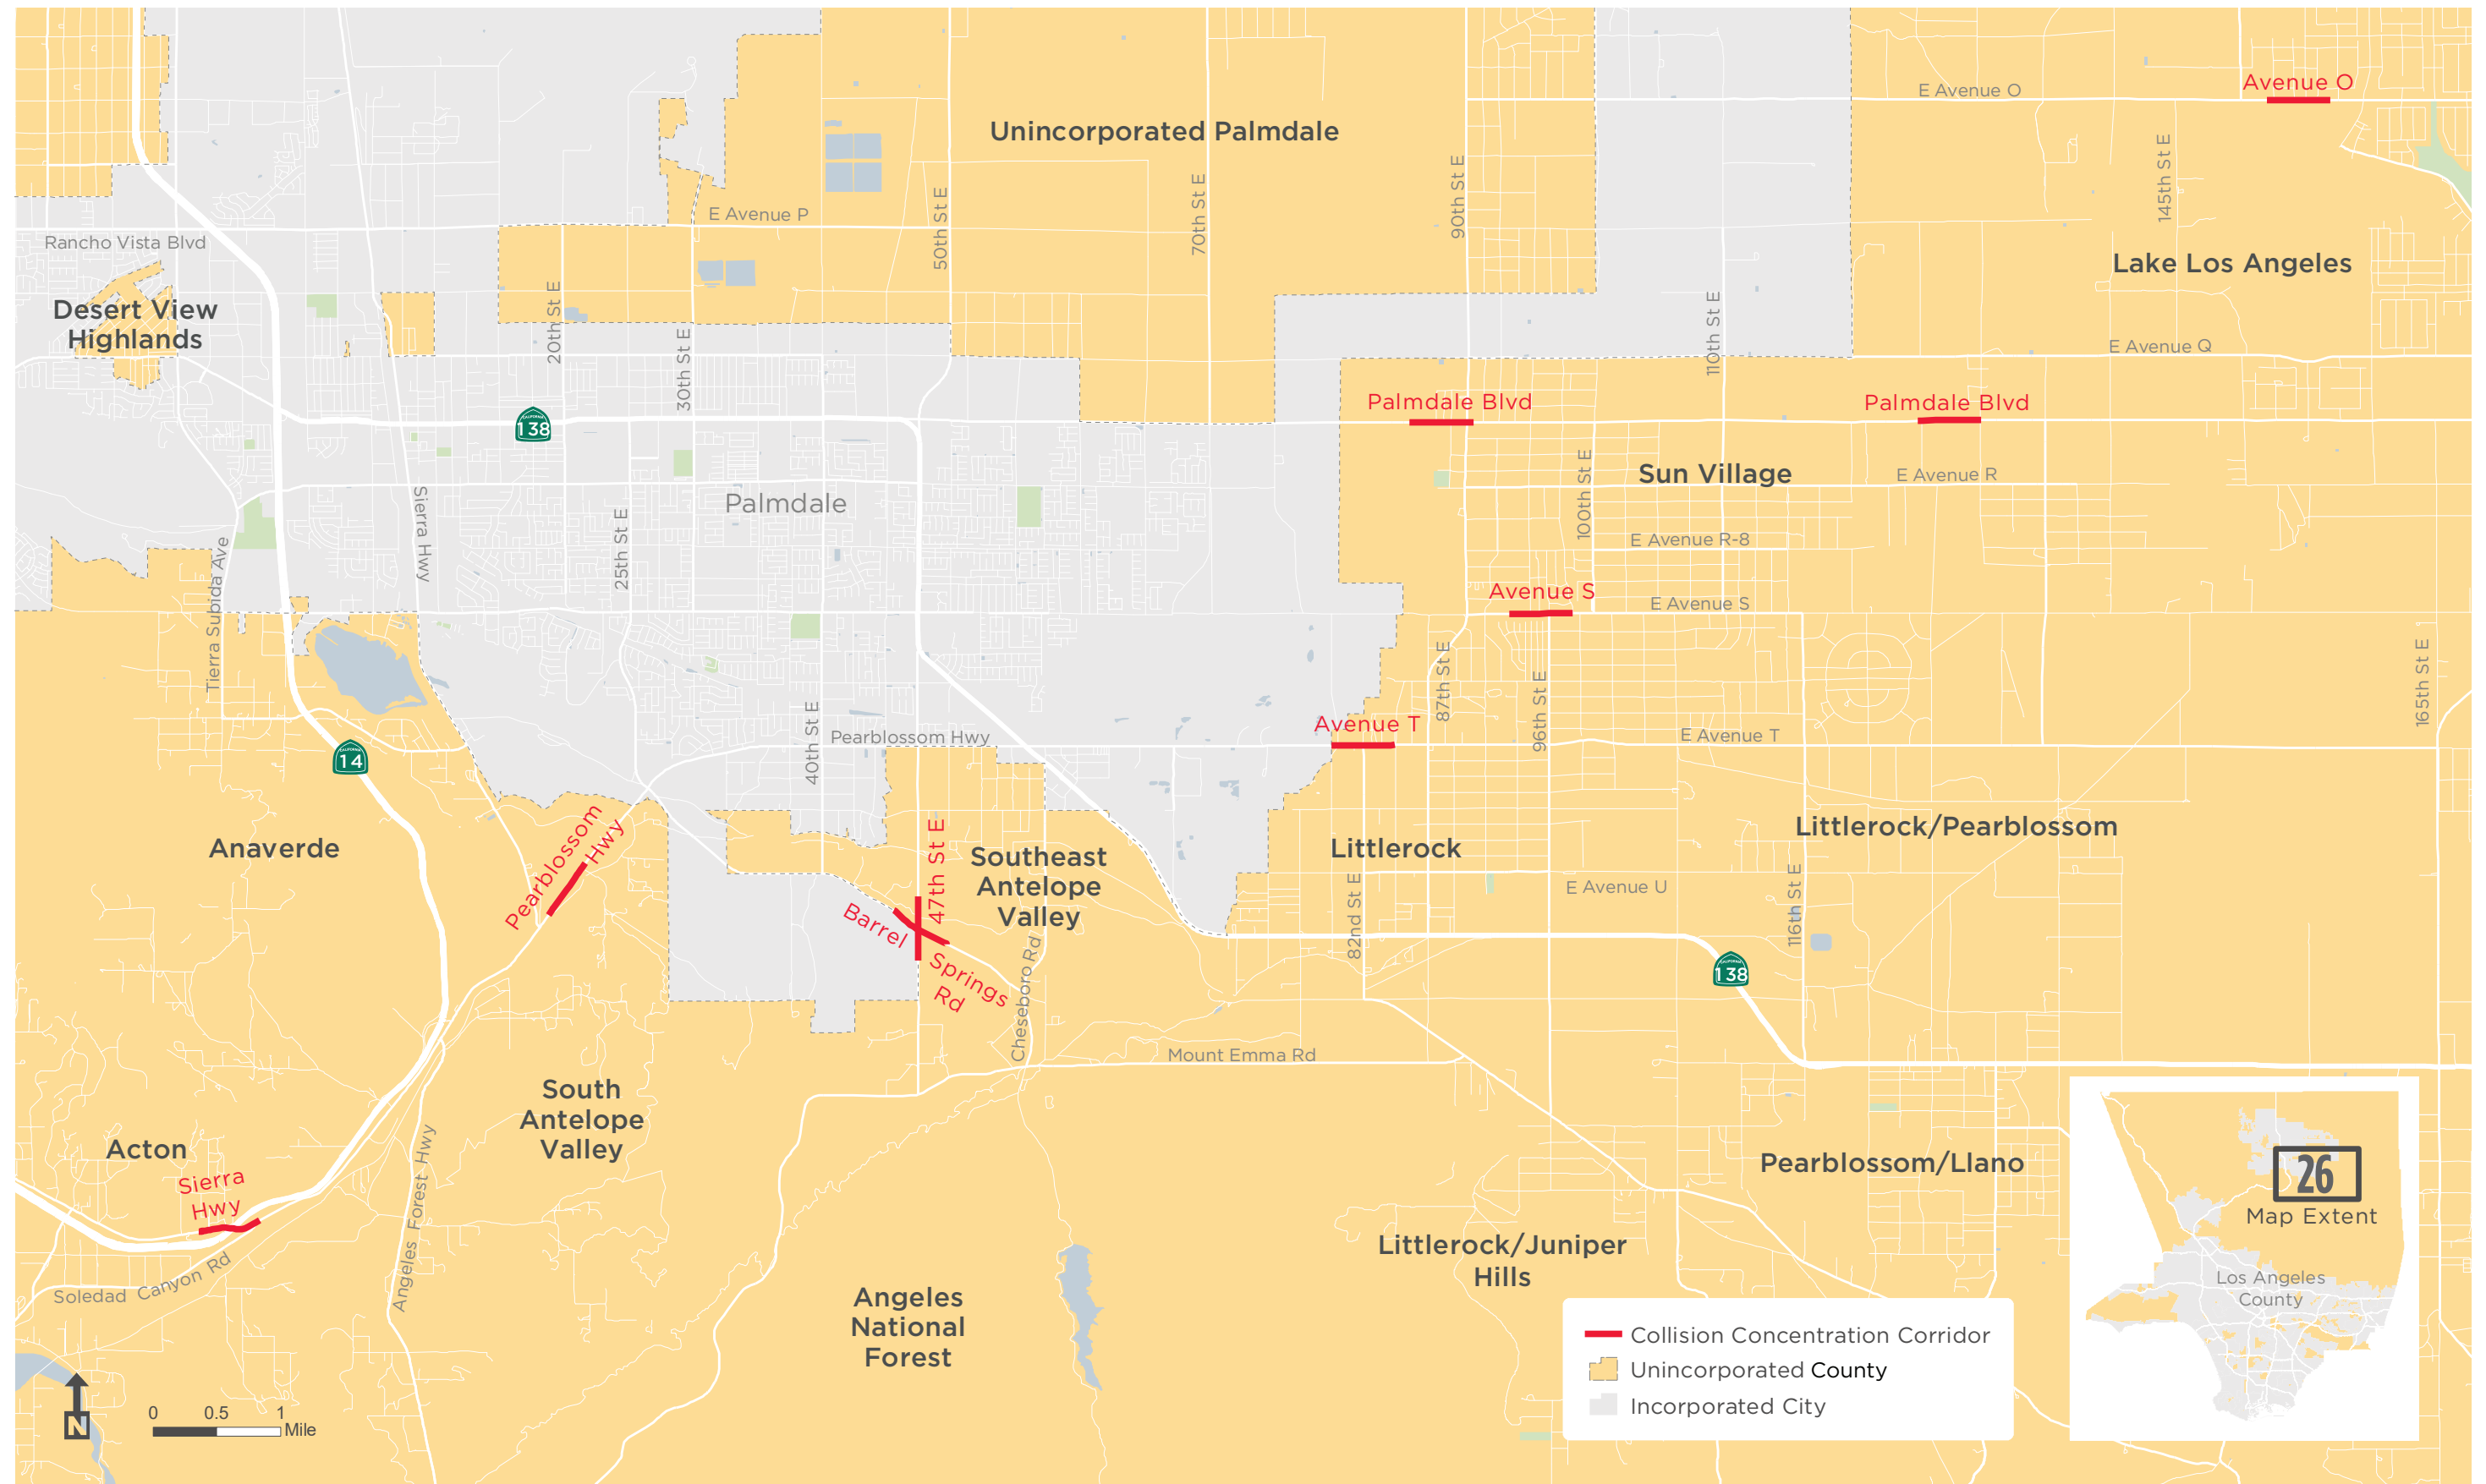 Avenue O
E Avenue O
Unincorporated Palmdale
145th St E
90th St E
70th St E
50th St E
E Avenue P
Rancho Vista Blvd
Lake Los Angeles
Desert View
Highlands
20th St E
30th St E
110th St E
E Avenue Q
Palmdale Blvd
Palmdale Blvd
CALIFORNIA
138
Sun Village
E Avenue R
100th St E
Palmdale
Sierra Hwy
25th St E
E Avenue R-8
Tierra Subida Ave
Avenue S
E Avenue S
87th St E
96th St E
165th St E
Avenue T
E Avenue T
40th St E
Pearblossom Hwy
CALIFORNIA
14
Anaverde
Pearblossom
Hwy
47th St E
Southeast
Antelope
Valley
Littlerock
Littlerock/Pearblossom
E Avenue U
82nd St E
116th St E
Barrel
Springs
Rd
Cheseboro Rd
CALIFORNIA
138
Mount Emma Rd
South
Antelope
Valley
Acton
Sierra
Hwy
Angeles Forest Hwy
Soledad Canyon Rd
Pearblossom/Llano
Littlerock/Juniper
Hills
Angeles
National
Forest
26
Map Extent
Los Angeles
County
Collision Concentration Corridor
Unincorporated County
Incorporated City
N
0 0.5 1
Mile